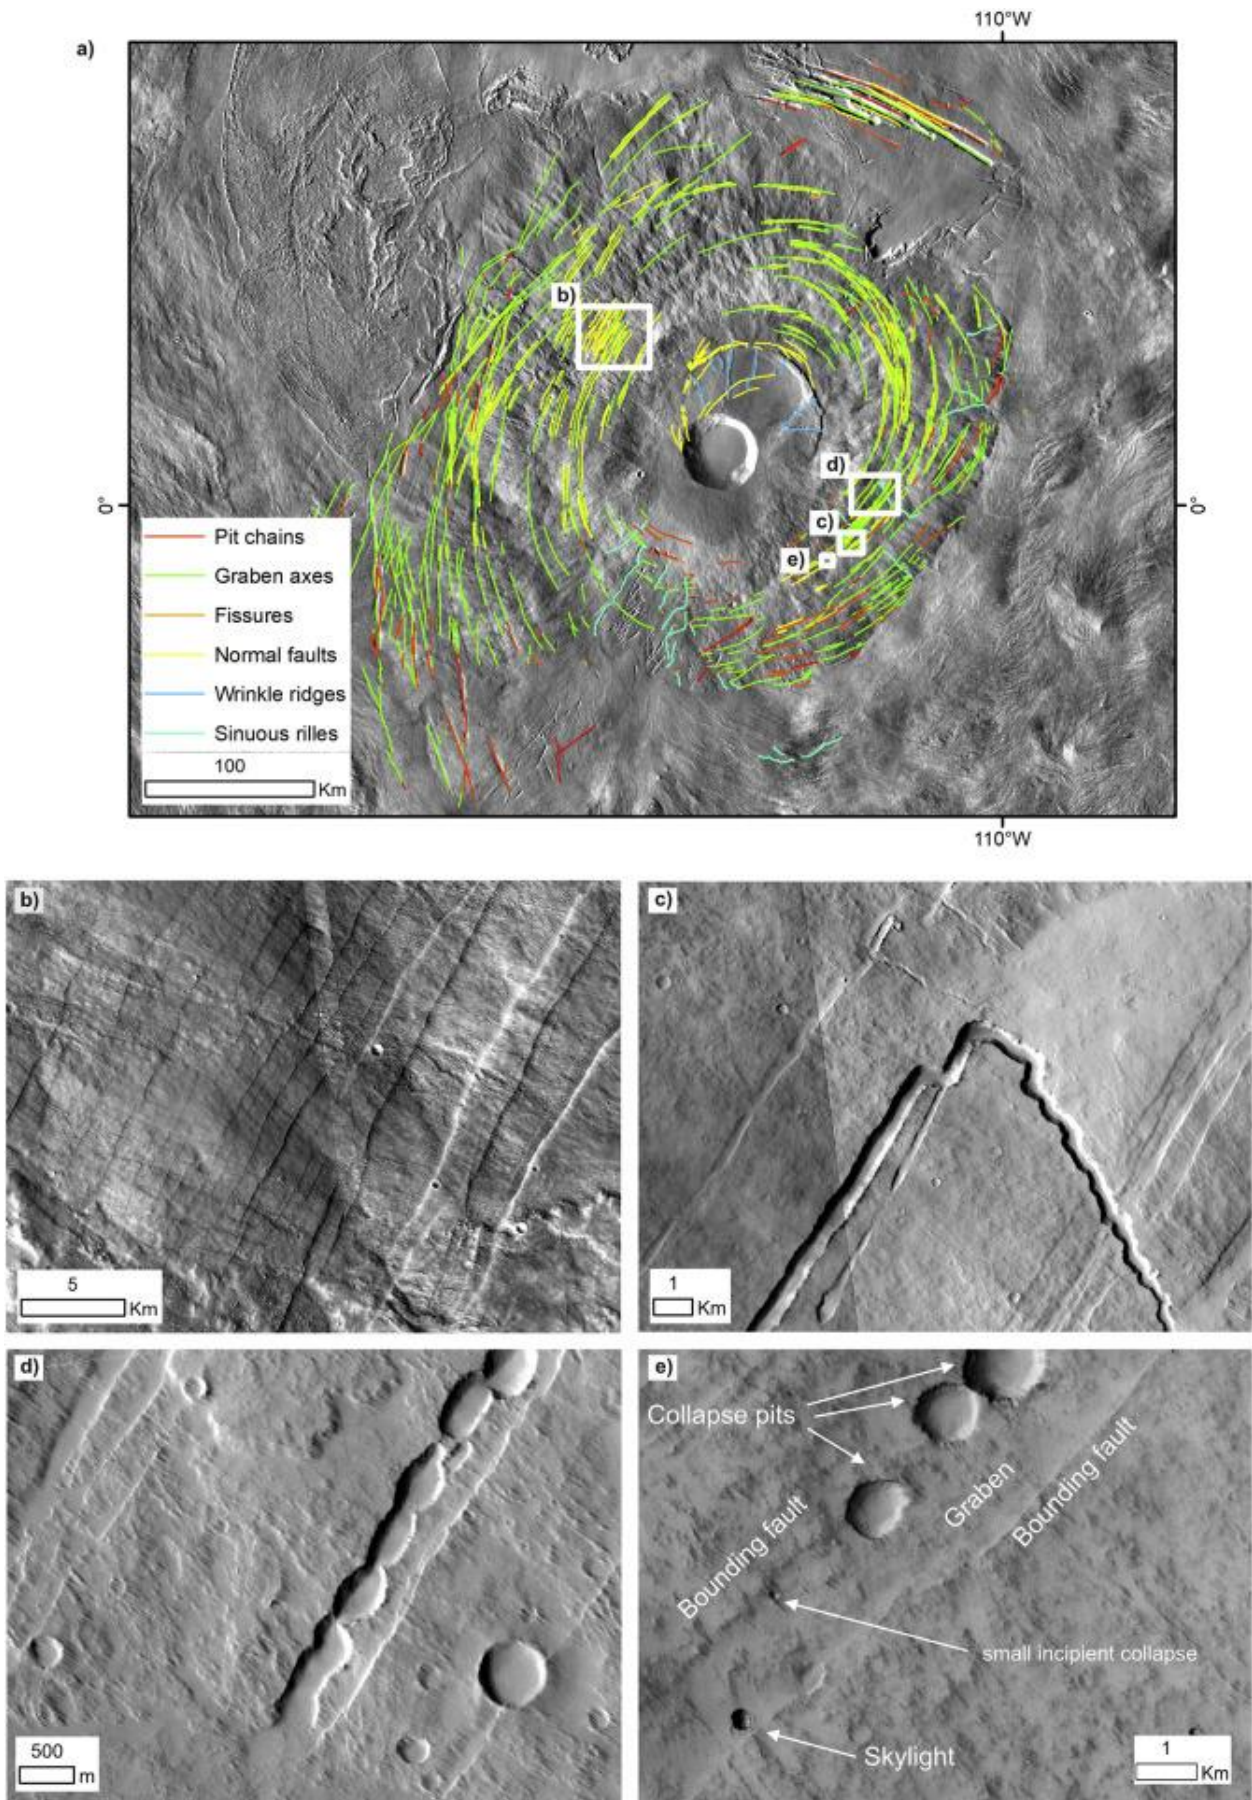 110°W
a)
b)
d)
c)
e)
0°
0°
Pit chains
Graben axes
Fissures
Normal faults
Wrinkle ridges
Sinuous rilles
100
Km
110°W
b)
5
Km
c)
1
Km
d)
500
m
e)
Collapse pits
Bounding fault
Graben
Bounding fault
small incipient collapse
Skylight
1
Km